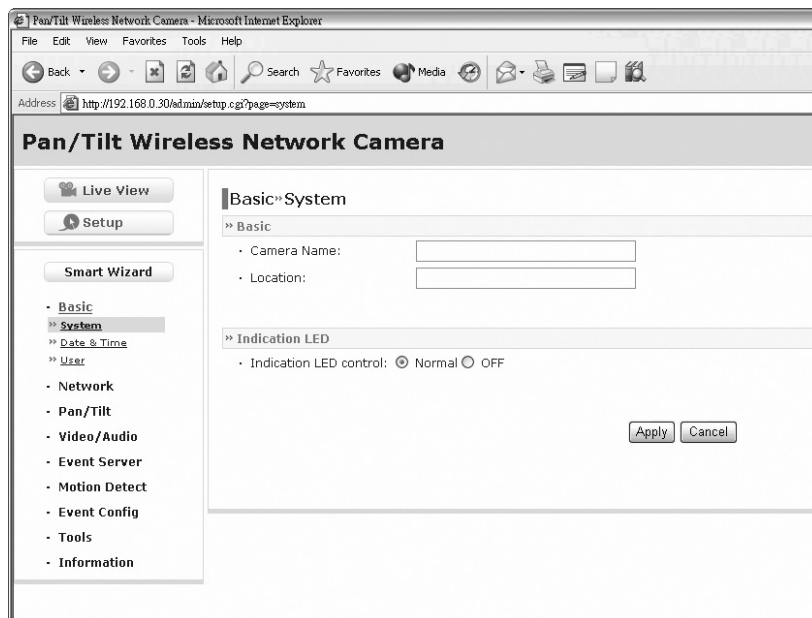 Pan/Tilt Wireless Network Camera - Microsoft Internet Explorer
File Edit View Favorites Tools Help
Back Search Favorites Media
Address http://192.168.0.30/admin/setup.cgi?page=system
Pan/Tilt Wireless Network Camera
Live View
Setup
Smart Wizard
· Basic
» System
» Date & Time
» User
· Network
· Pan/Tilt
· Video/Audio
· Event Server
· Motion Detect
· Event Config
· Tools
· Information
Basic»System
» Basic
· Camera Name:
· Location:
» Indication LED
· Indication LED control: Normal OFF
Apply Cancel